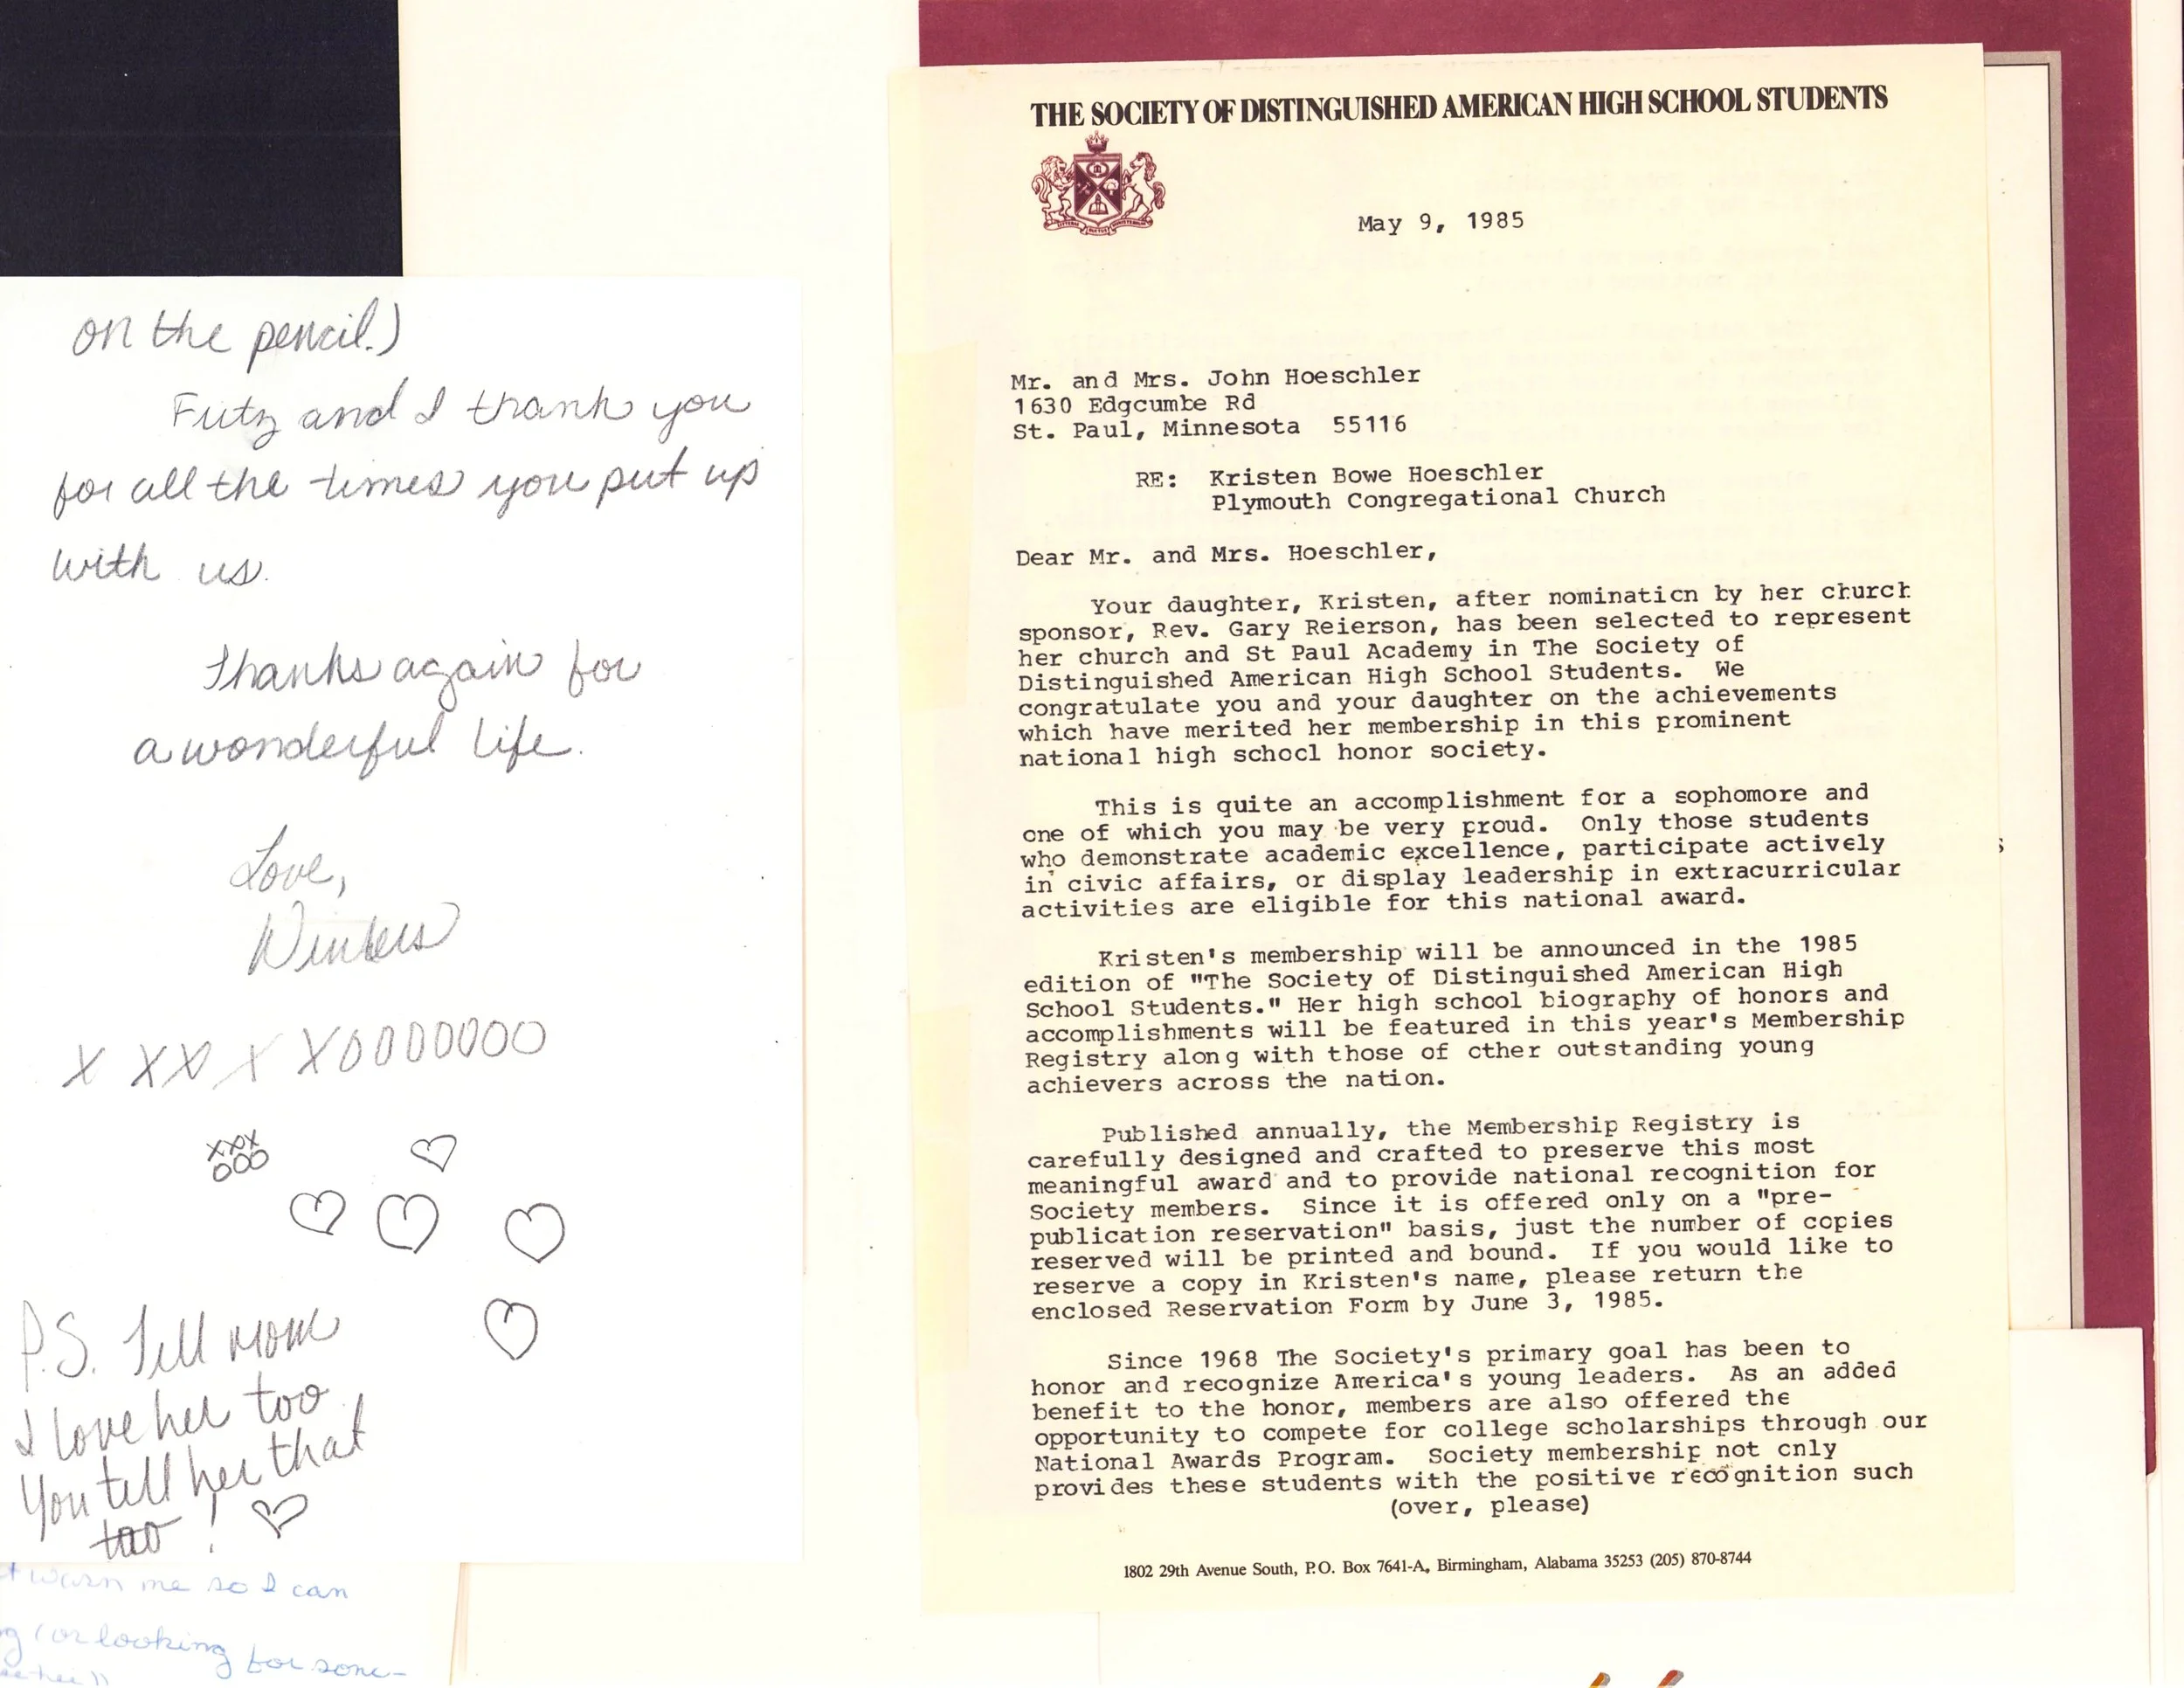 on the pencil.)
Fritz and I thank you
for all the times you put up
with us.
Thanks again for
a wonderful life.
Love,
Winters
X X X X X O O O O O O O
XXX
OOO
P.S. Tell Mom
I love her too
You tell her that
too!
warn me so I can
(or looking for some-
THE SOCIETY OF DISTINGUISHED AMERICAN HIGH SCHOOL STUDENTS
May 9, 1985
Mr. and Mrs. John Hoeschler
1630 Edgcumbe Rd
St. Paul, Minnesota 55116
RE: Kristen Bowe Hoeschler
Plymouth Congregational Church
Dear Mr. and Mrs. Hoeschler,
Your daughter, Kristen, after nomination by her church
sponsor, Rev. Gary Reierson, has been selected to represent
her church and St Paul Academy in The Society of
Distinguished American High School Students. We
congratulate you and your daughter on the achievements
which have merited her membership in this prominent
national high school honor society.
This is quite an accomplishment for a sophomore and
one of which you may be very proud. Only those students
who demonstrate academic excellence, participate actively
in civic affairs, or display leadership in extracurricular
activities are eligible for this national award.
Kristen's membership will be announced in the 1985
edition of "The Society of Distinguished American High
School Students." Her high school biography of honors and
accomplishments will be featured in this year's Membership
Registry along with those of other outstanding young
achievers across the nation.
Published annually, the Membership Registry is
carefully designed and crafted to preserve this most
meaningful award and to provide national recognition for
Society members. Since it is offered only on a "pre-
publication reservation" basis, just the number of copies
reserved will be printed and bound. If you would like to
reserve a copy in Kristen's name, please return the
enclosed Reservation Form by June 3, 1985.
Since 1968 The Society's primary goal has been to
honor and recognize America's young leaders. As an added
benefit to the honor, members are also offered the
opportunity to compete for college scholarships through our
National Awards Program. Society membership not only
provides these students with the positive recognition such
(over, please)
1802 29th Avenue South, P.O. Box 7641-A, Birmingham, Alabama 35253 (205) 870-8744